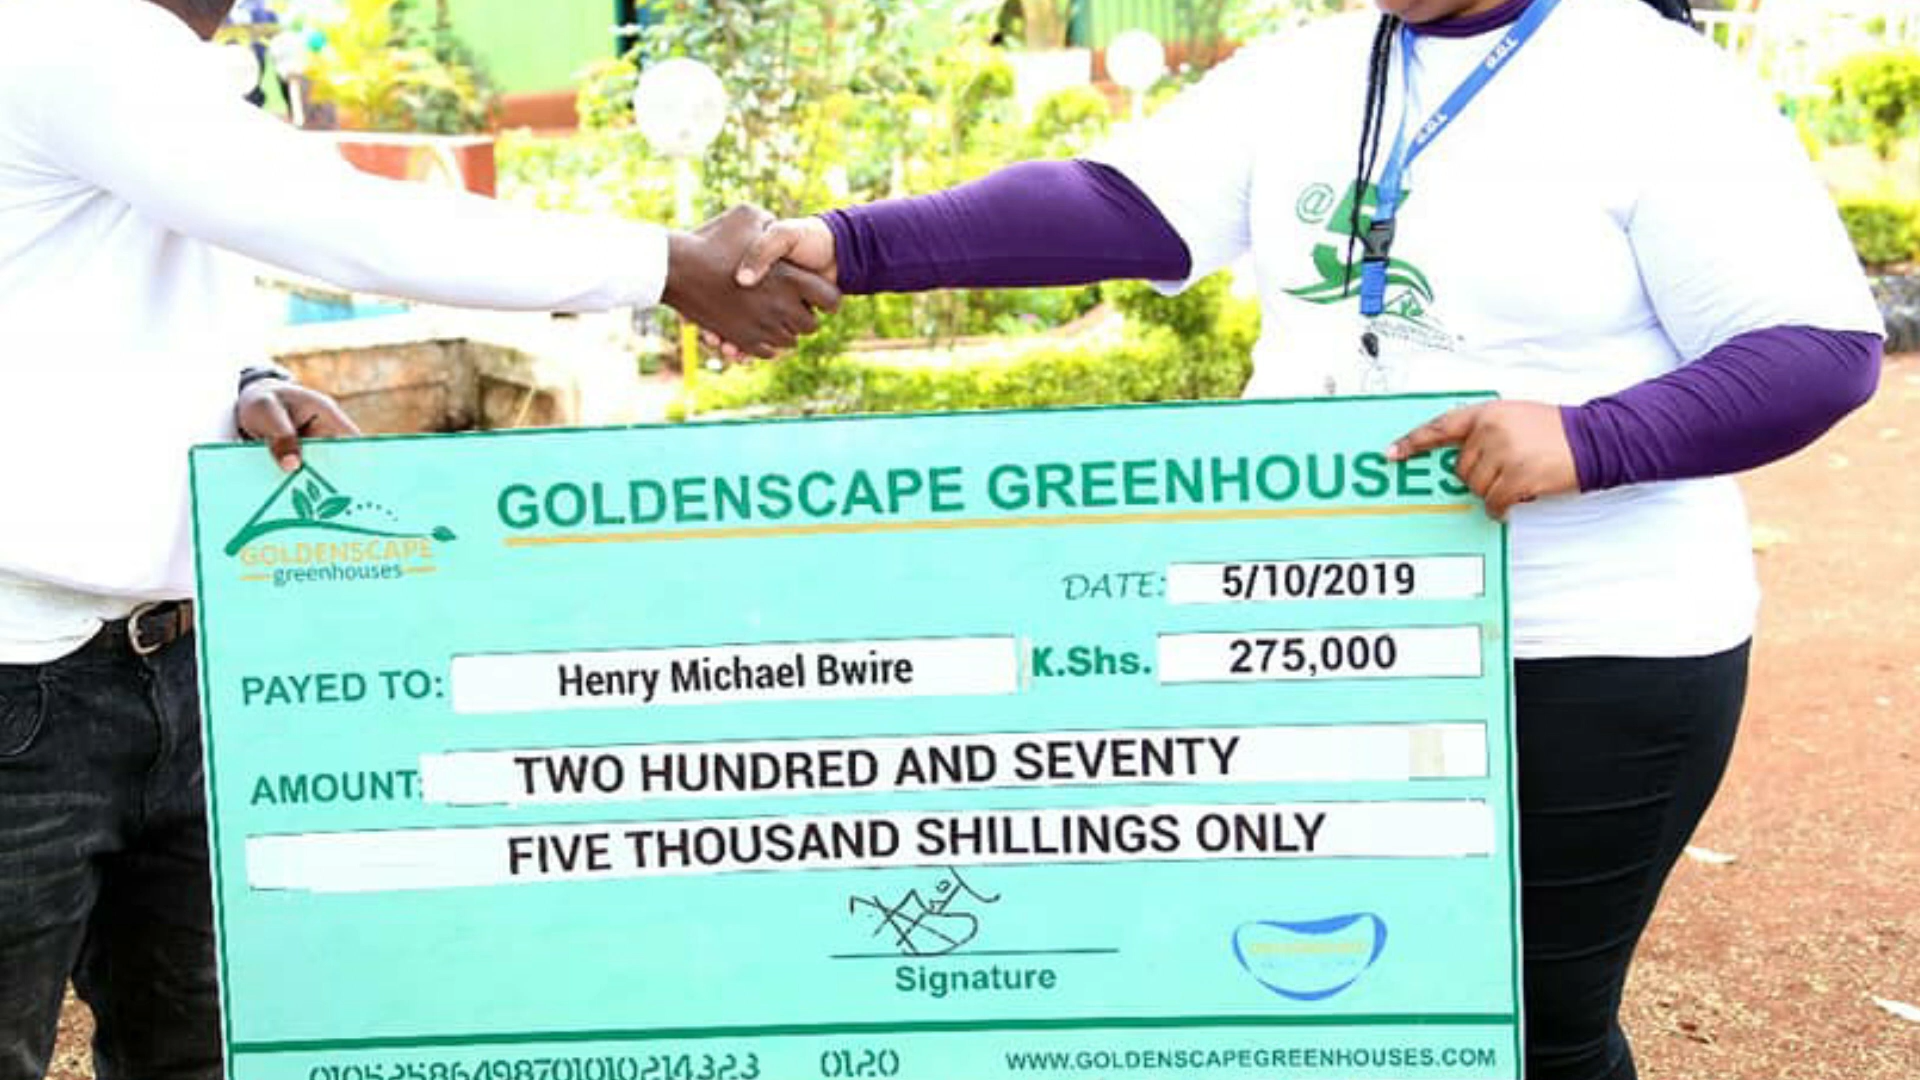 G.G.L
G.G.L
@
GOLDENSCAPE
greenhouses
GOLDENSCAPE GREENHOUSES
DATE: 5/10/2019
PAYED TO: Henry Michael Bwire K.Shs. 275,000
AMOUNT: TWO HUNDRED AND SEVENTY
FIVE THOUSAND SHILLINGS ONLY
Signature
0120 WWW.GOLDENSCAPEGREENHOUSES.COM